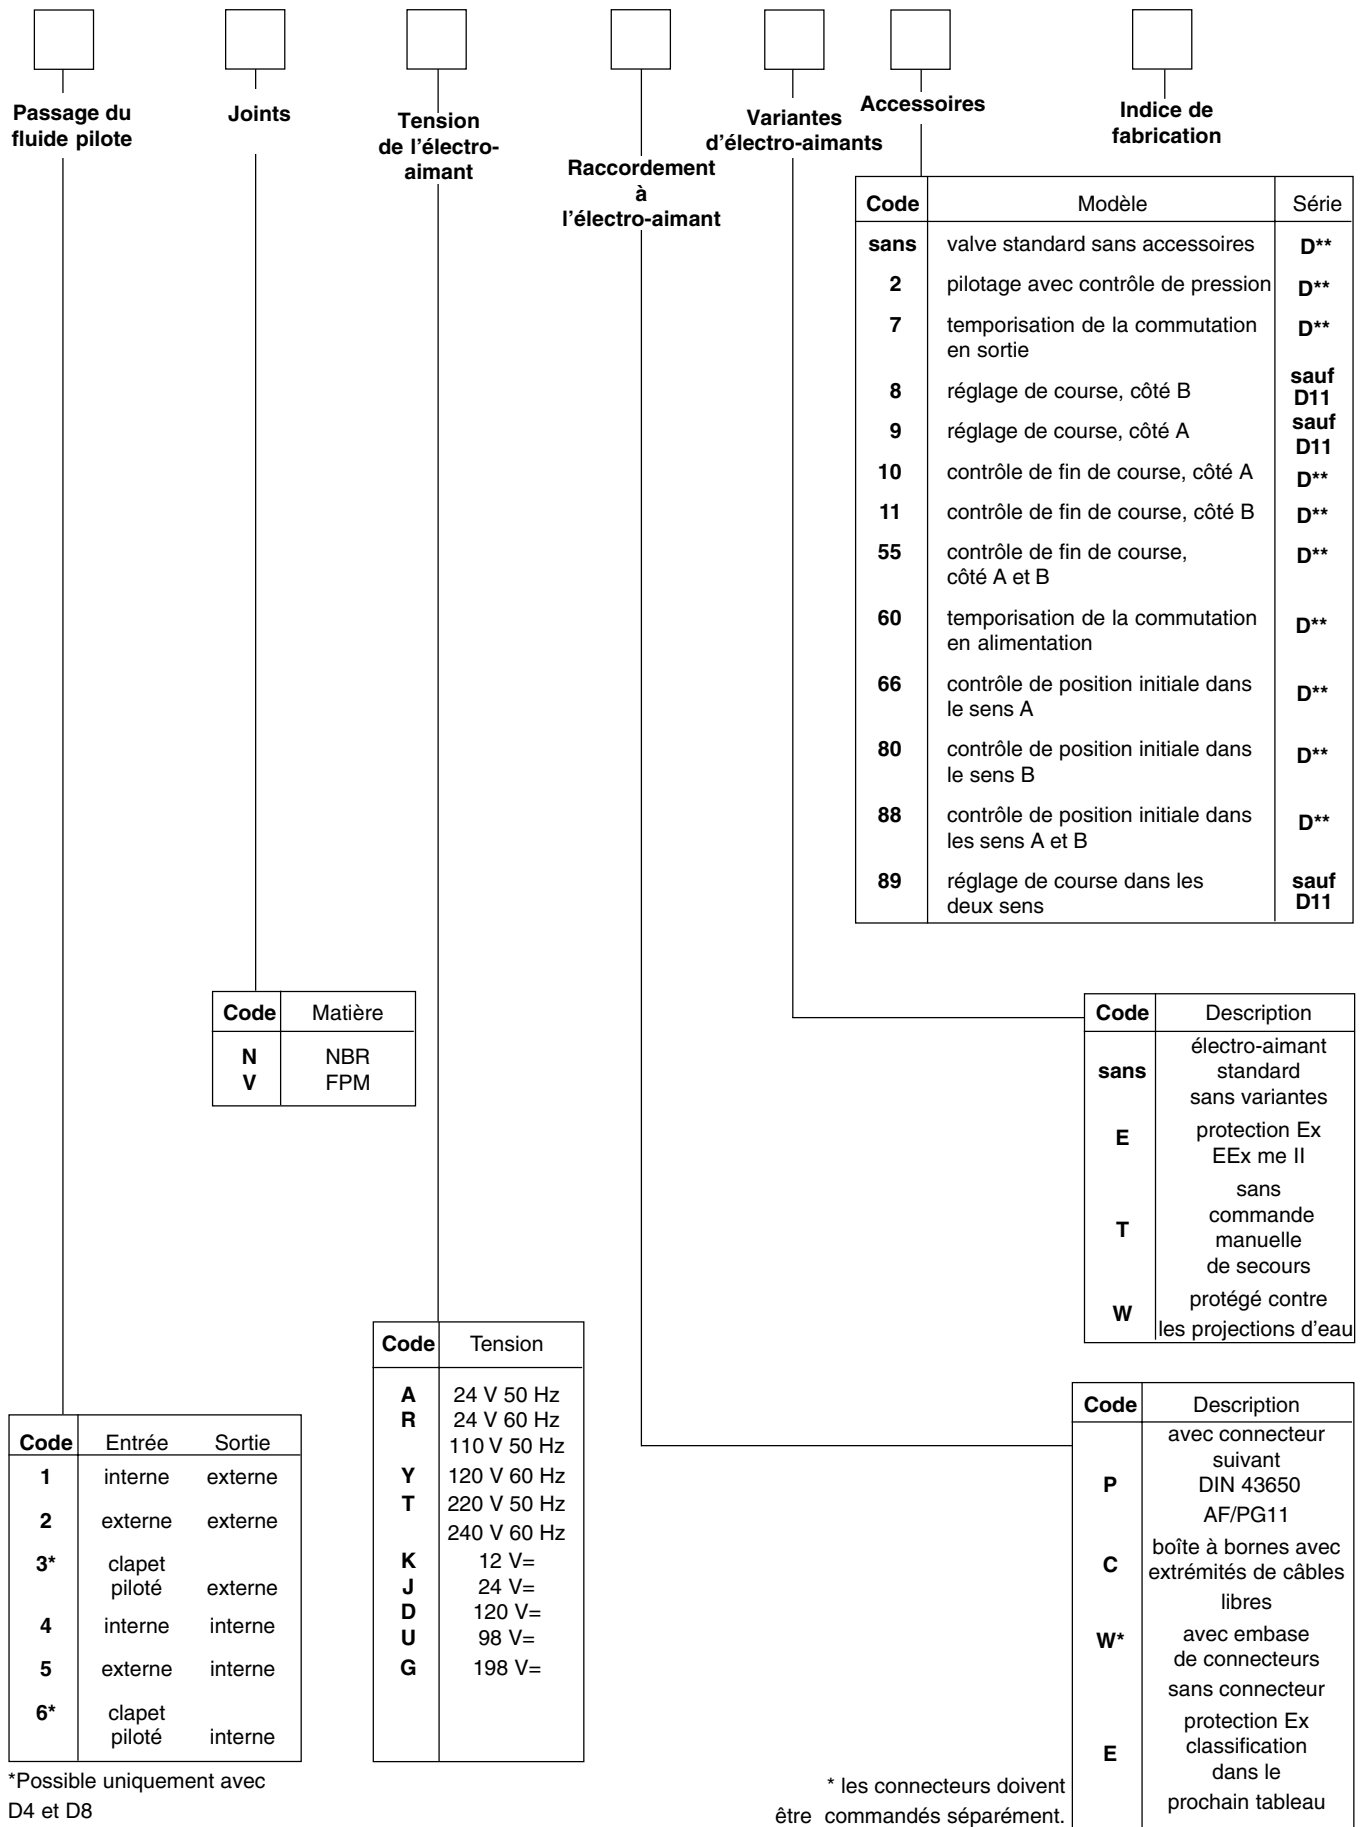 Passage du
fluide pilote
Joints
Tension
de l'électro-
aimant
Raccordement
à
l'électro-aimant
Variantes
d'électro-aimants
Accessoires
Indice de
fabrication
Code Modèle Série
sans valve standard sans accessoires D**
2 pilotage avec contrôle de pression D**
7 temporisation de la commutation D**
en sortie
8 réglage de course, côté B sauf
D11
9 réglage de course, côté A sauf
D11
10 contrôle de fin de course, côté A D**
11 contrôle de fin de course, côté B D**
55 contrôle de fin de course, D**
côté A et B
60 temporisation de la commutation D**
en alimentation
66 contrôle de position initiale dans D**
le sens A
80 contrôle de position initiale dans D**
le sens B
88 contrôle de position initiale dans D**
les sens A et B
89 réglage de course dans les sauf
deux sens D11
Code Matière
N NBR
V FPM
Code Description
électro-aimant
sans standard
sans variantes
E protection Ex
EEx me II
sans
commande
T manuelle
de secours
W protégé contre
les projections d'eau
Code Tension
A 24 V 50 Hz
R 24 V 60 Hz
110 V 50 Hz
Y 120 V 60 Hz
T 220 V 50 Hz
240 V 60 Hz
K 12 V=
J 24 V=
D 120 V=
U 98 V=
G 198 V=
Code Description
avec connecteur
suivant
P DIN 43650
AF/PG11
boîte à bornes avec
C extrémités de câbles
libres
W* avec embase
de connecteurs
sans connecteur
protection Ex
E classification
dans le
prochain tableau
Code Entrée Sortie
1 interne externe
2 externe externe
3* clapet
piloté externe
4 interne interne
5 externe interne
6* clapet
piloté interne
*Possible uniquement avec
D4 et D8
* les connecteurs doivent
être commandés séparément.